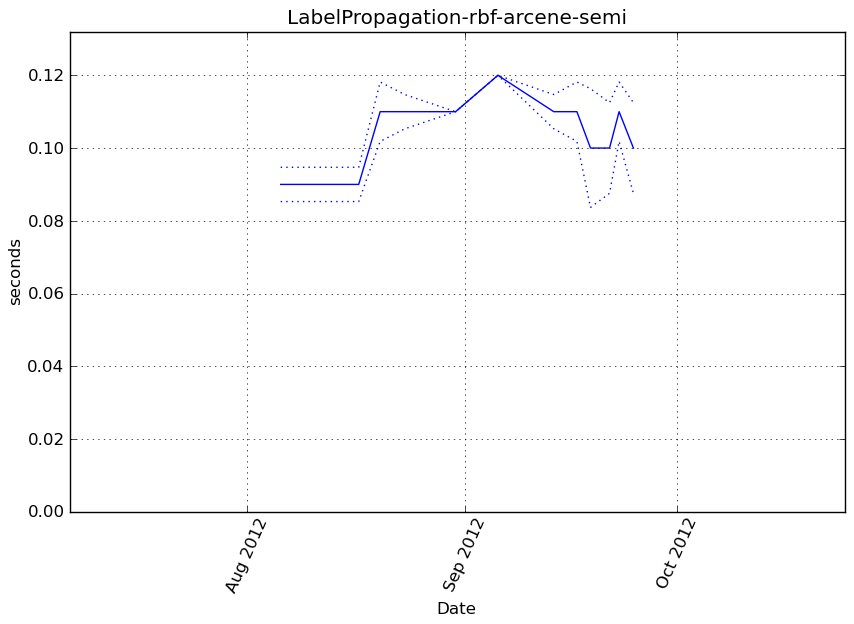 LabelPropagation-rbf-arcene-semi
0.12
0.10
0.08
0.06
0.04
0.02
0.00
seconds
Aug 2012
Sep 2012
Oct 2012
Date